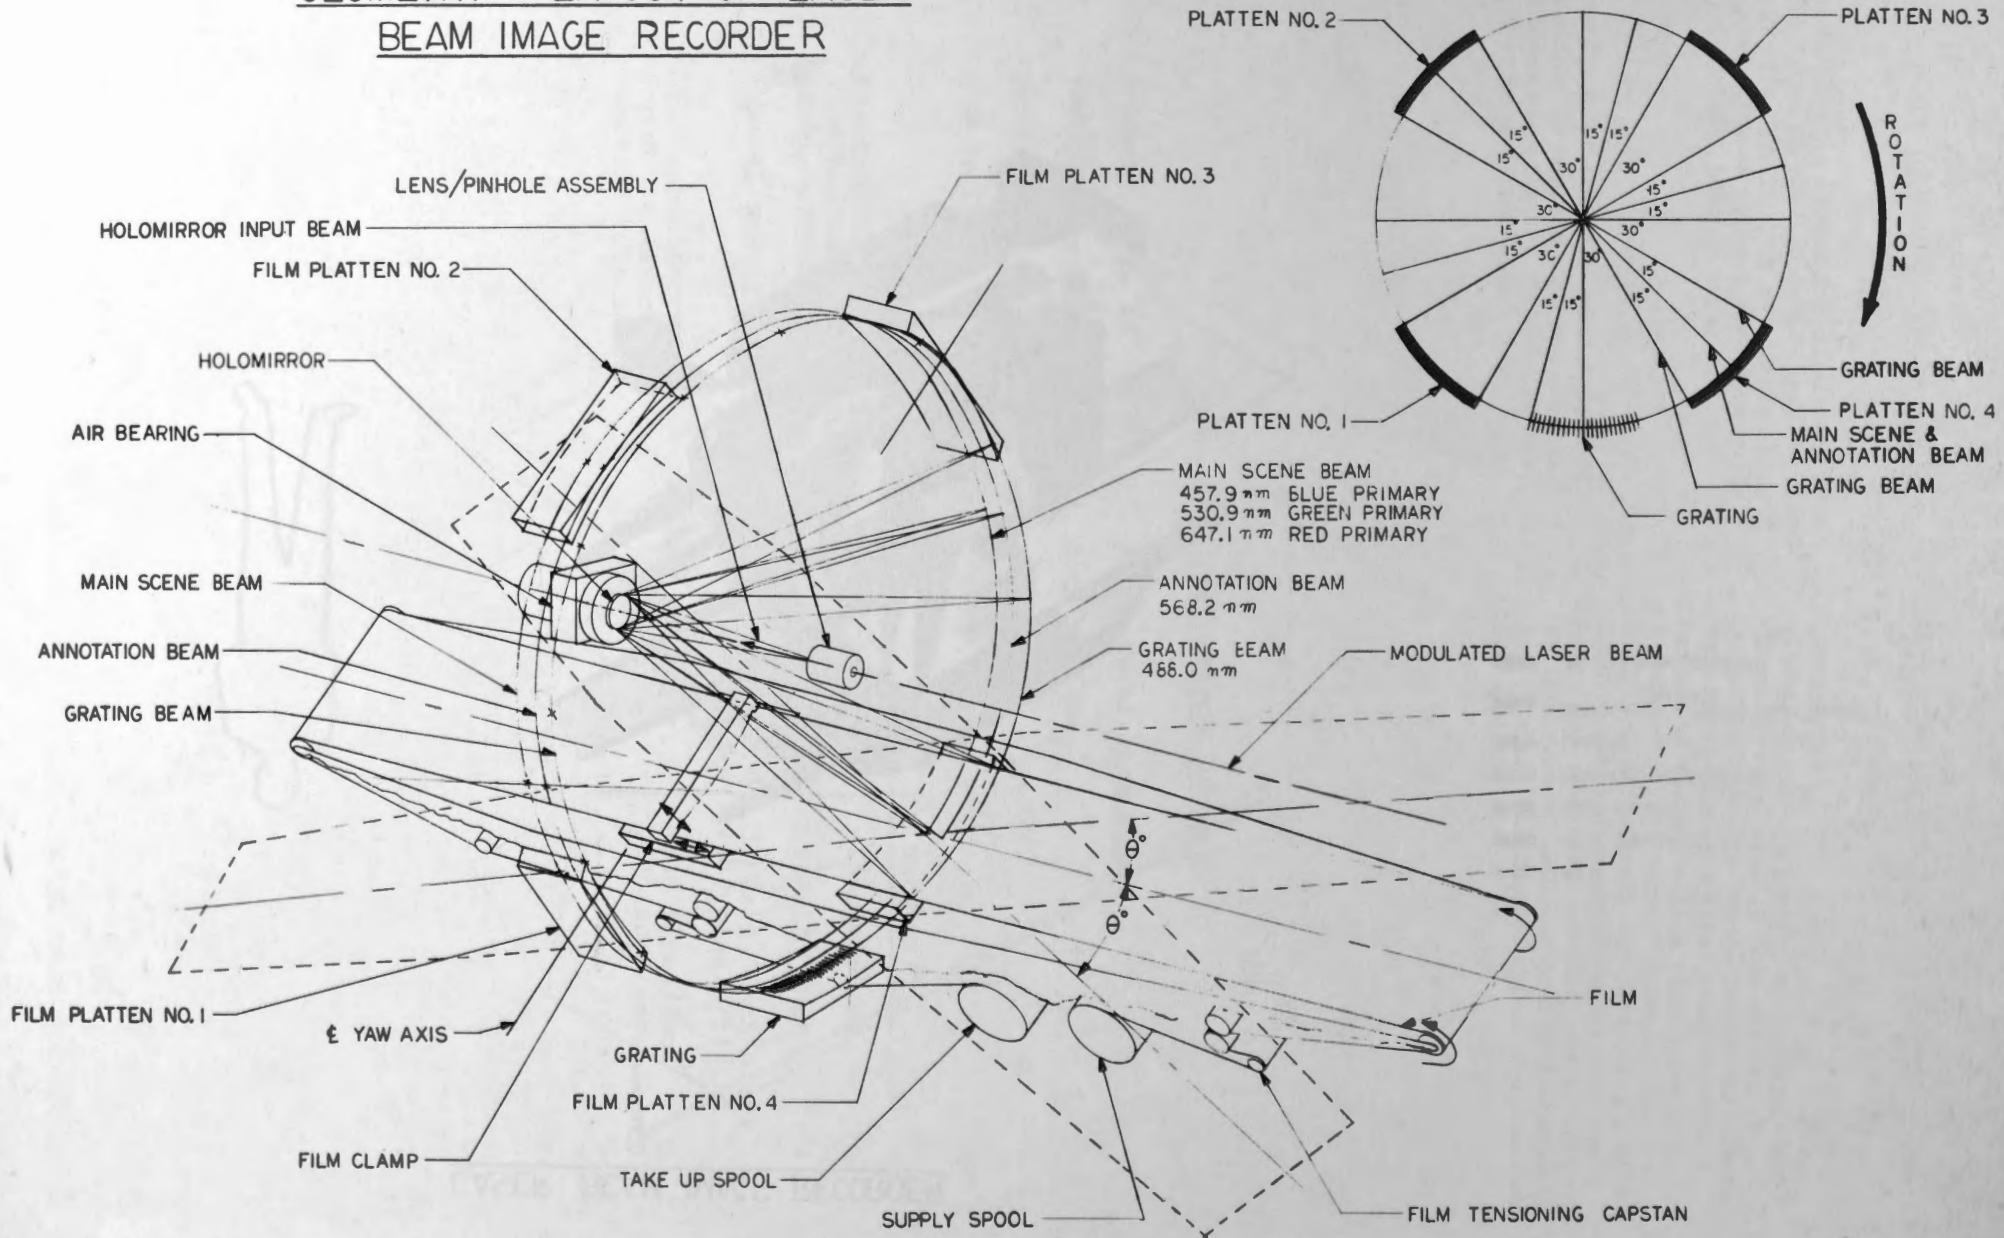 BEAM IMAGE RECORDER
PLATTEN NO. 2
PLATTEN NO. 3
15° 15° 15° 15°
30° 30°
15°
30° 15°
15° 30°
15° 30° 30° 15°
15° 15° 15°
ROTATION
GRATING BEAM
PLATTEN NO. 4
MAIN SCENE &
ANNOTATION BEAM
GRATING BEAM
GRATING
PLATTEN NO. 1
LENS/PINHOLE ASSEMBLY
FILM PLATTEN NO. 3
HOLOMIRROR INPUT BEAM
FILM PLATTEN NO. 2
HOLOMIRROR
AIR BEARING
MAIN SCENE BEAM
ANNOTATION BEAM
GRATING BEAM
MAIN SCENE BEAM
457.9 nm BLUE PRIMARY
530.9 nm GREEN PRIMARY
647.1 nm RED PRIMARY
ANNOTATION BEAM
568.2 nm
GRATING BEAM
488.0 nm
MODULATED LASER BEAM
θ°
θ°
FILM
FILM PLATTEN NO. 1
℄ YAW AXIS
GRATING
FILM PLATTEN NO. 4
FILM CLAMP
TAKE UP SPOOL
SUPPLY SPOOL
FILM TENSIONING CAPSTAN